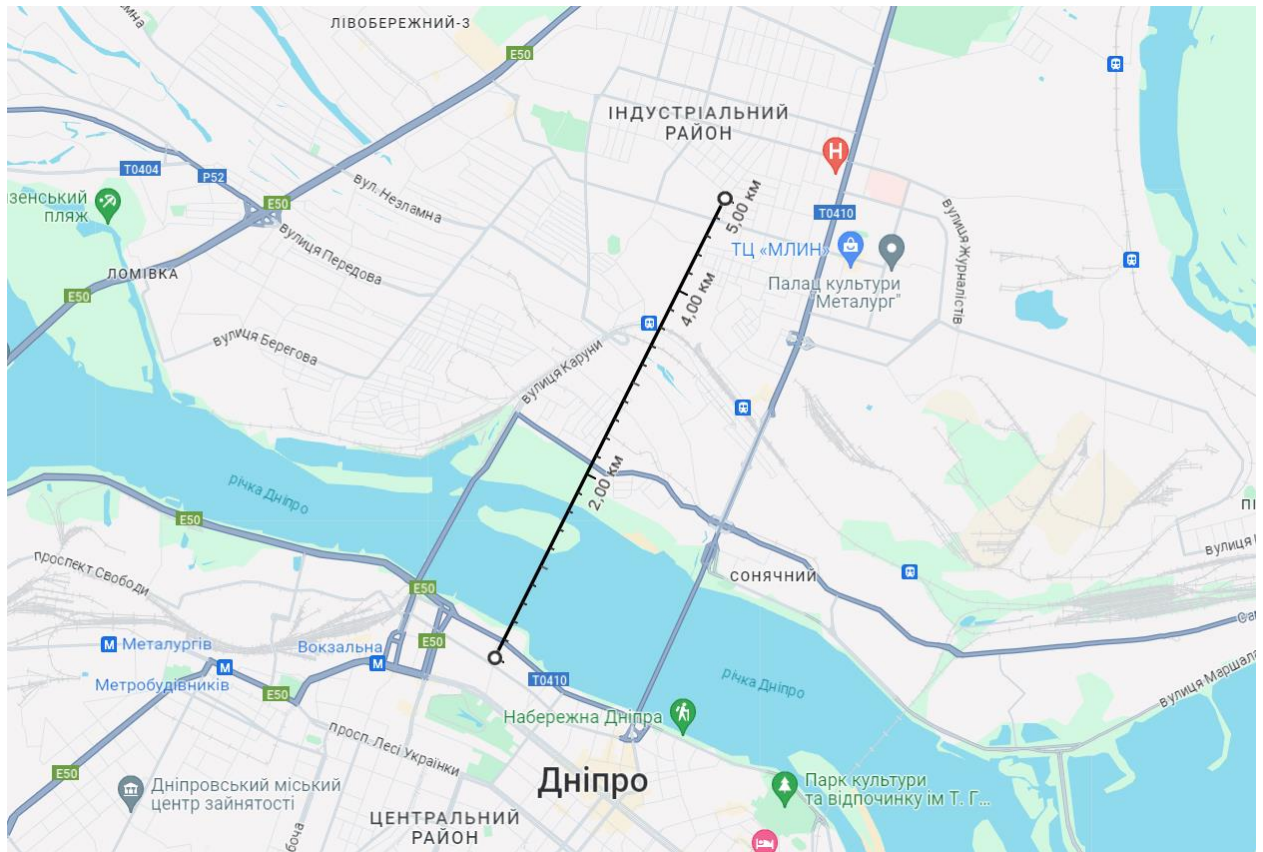 ЛІВОБЕРЕЖНИЙ-3
E50
ІНДУСТРІАЛЬНИЙ
РАЙОН
H
T0404
P52
вул. Незламна
зенський
пляж
E50
вулиця Передова
5,00 км
T0410
вулиця Журналістів
ТЦ «МЛИН»
ЛОМІВКА
Палац культури
Металург"
E50
4,00 км
вулиця Берегова
вулиця Каруни
2,00 км
річка Дніпро
E50
вулиця
проспект Свободи
СОНЯЧНИЙ
E50
M Металургів
Вокзальна
M
E50
M
Метробудівників
E50
T0410
річка Дніпро
вулиця Маршала
Набережна Дніпра
просп. Лесі Українки
E50
Дніпро
Дніпровський міський
центр зайнятості
Парк культури
та відпочинку ім Т. Г...
ЦЕНТРАЛЬНИЙ
РАЙОН
боча